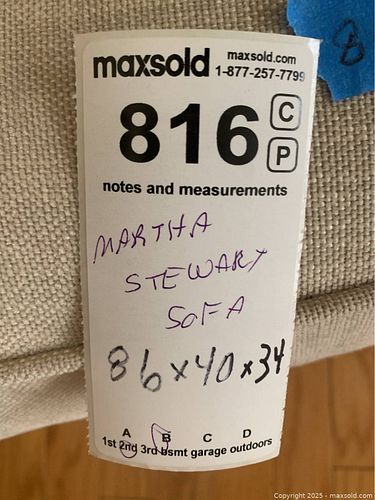 maxsold maxsold.com
1-877-257-7799
816 C
P
notes and measurements
MARTHA
STEWART
SOFA
86x40x34
A B C D
1st 2nd 3rd bsmt garage outdoors
8
Copyright 2025 - maxsold.com